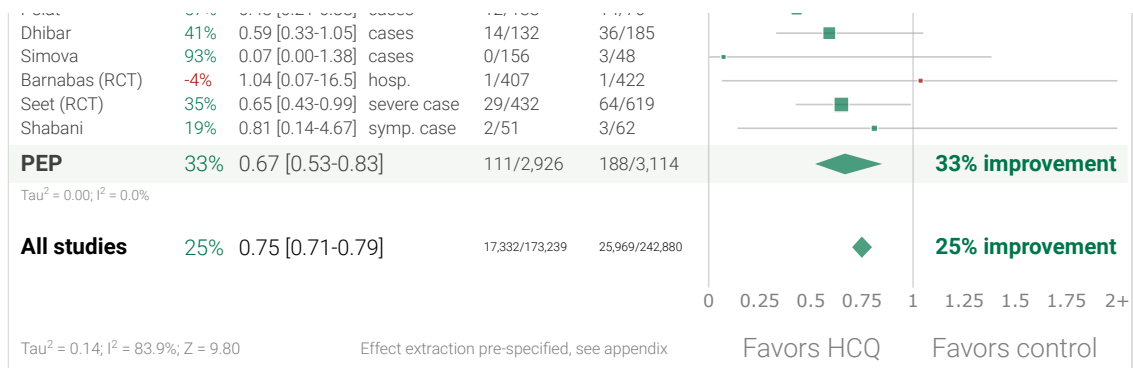 Dhibar 41% 0.59 [0.33-1.05] cases 14/132 36/185
Simova 93% 0.07 [0.00-1.38] cases 0/156 3/48
Barnabas (RCT) -4% 1.04 [0.07-16.5] hosp. 1/407 1/422
Seet (RCT) 35% 0.65 [0.43-0.99] severe case 29/432 64/619
Shabani 19% 0.81 [0.14-4.67] symp. case 2/51 3/62
PEP 33% 0.67 [0.53-0.83] 111/2,926 188/3,114 33% improvement
Tau² = 0.00; I² = 0.0%
All studies 25% 0.75 [0.71-0.79] 17,332/173,239 25,969/242,880 25% improvement
0 0.25 0.5 0.75 1 1.25 1.5 1.75 2+
Tau² = 0.14; I² = 83.9%; Z = 9.80 Effect extraction pre-specified, see appendix Favors HCQ Favors control